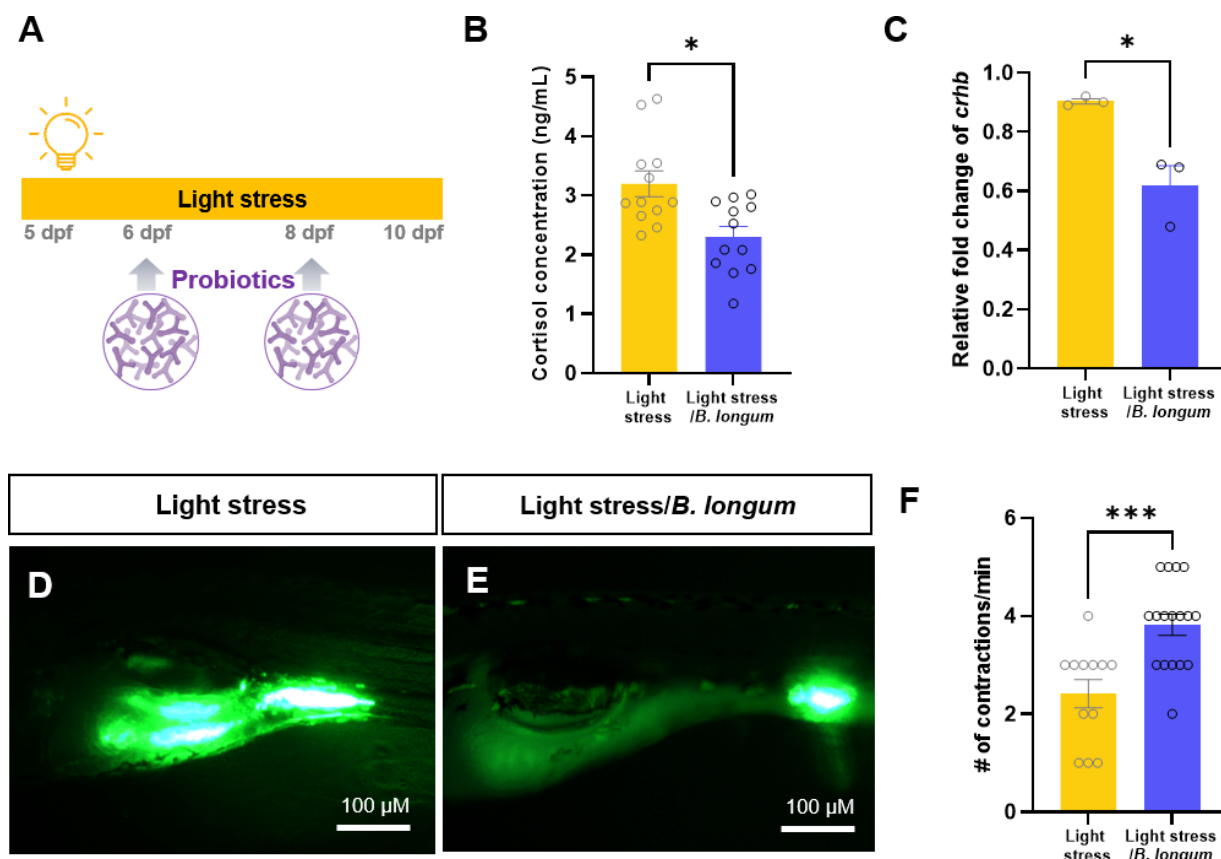 A
Light stress
5 dpf
6 dpf
8 dpf
10 dpf
Probiotics
B
*
Cortisol concentration (ng/mL)
5
4
3
2
1
0
Light
stress
Light stress
/B. longum
C
*
Relative fold change of crhb
1.0
0.8
0.6
0.4
0.2
0.0
Light
stress
Light stress
/B. longum
Light stress
Light stress/B. longum
D
100 µM
E
100 µM
F
***
# of contractions/min
6
4
2
0
Light
stress
Light stress
/B. longum